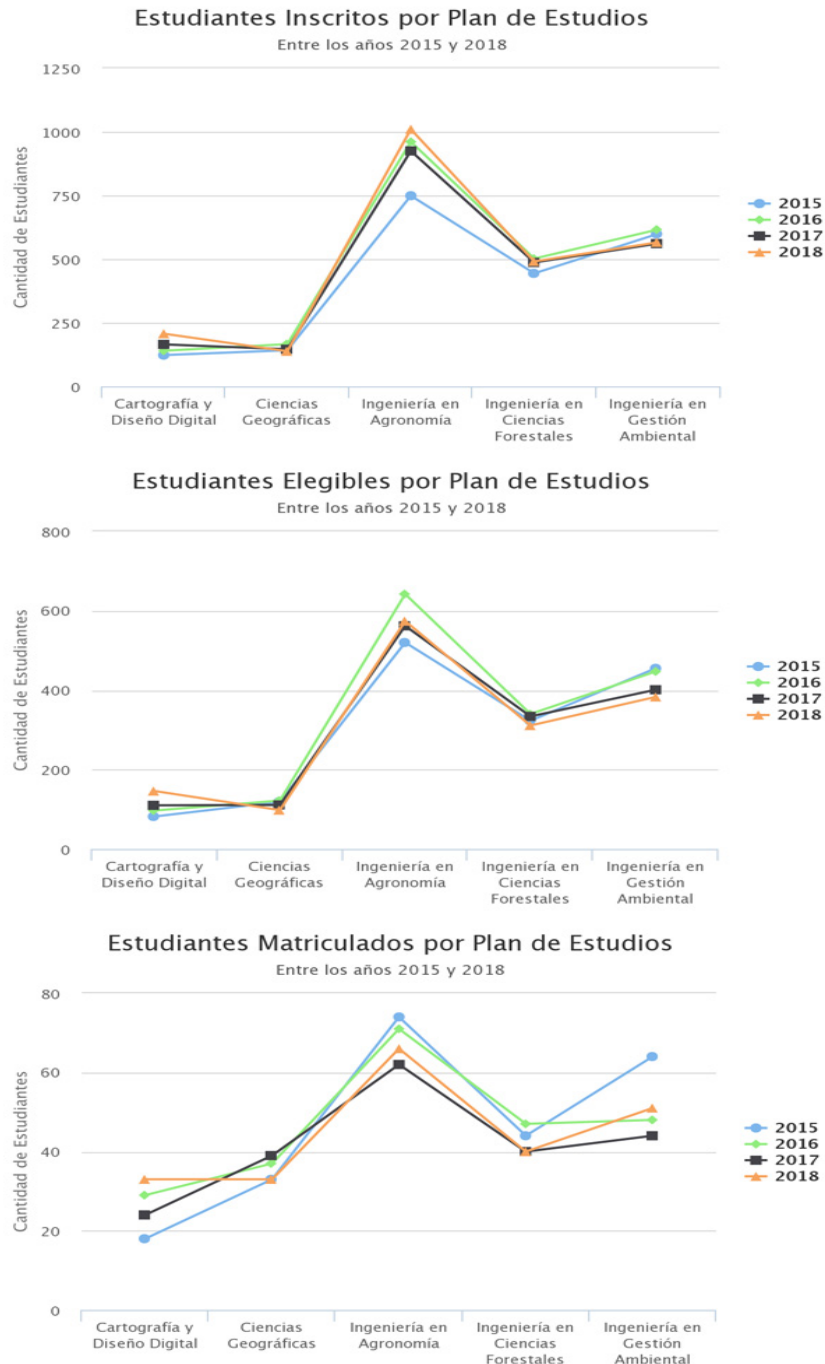 Estudiantes Inscritos por Plan de Estudios
Entre los años 2015 y 2018
Cantidad de Estudiantes
1250
1000
750
500
250
0
Cartografía y
Diseño Digital
Ciencias
Geográficas
Ingeniería en
Agronomía
Ingeniería en
Ciencias
Forestales
Ingeniería en
Gestión
Ambiental
2015
2016
2017
2018
Estudiantes Elegibles por Plan de Estudios
Entre los años 2015 y 2018
Cantidad de Estudiantes
800
600
400
200
0
Cartografía y
Diseño Digital
Ciencias
Geográficas
Ingeniería en
Agronomía
Ingeniería en
Ciencias
Forestales
Ingeniería en
Gestión
Ambiental
2015
2016
2017
2018
Estudiantes Matriculados por Plan de Estudios
Entre los años 2015 y 2018
Cantidad de Estudiantes
80
60
40
20
0
Cartografía y
Diseño Digital
Ciencias
Geográficas
Ingeniería en
Agronomía
Ingeniería en
Ciencias
Forestales
Ingeniería en
Gestión
Ambiental
2015
2016
2017
2018